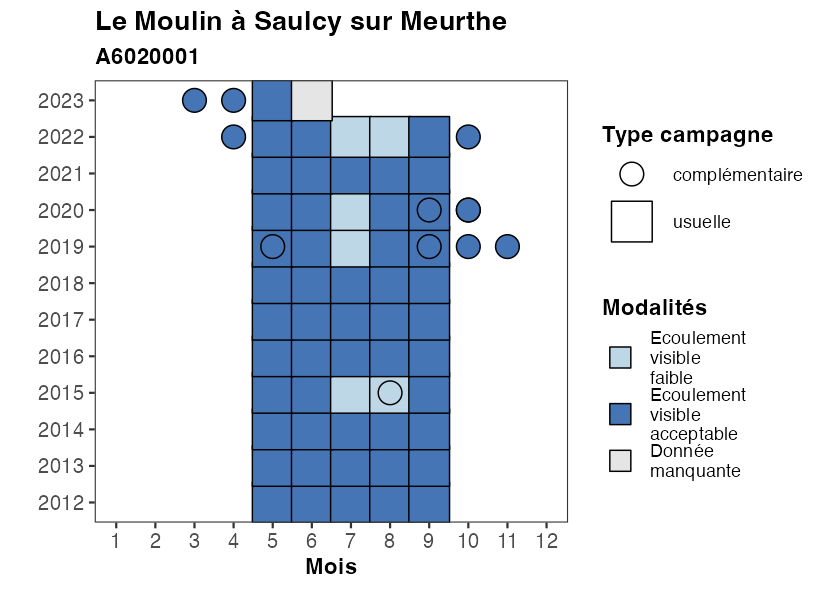 Le Moulin à Saulcy sur Meurthe
A6020001
2023
2022
2021
2020
2019
2018
2017
2016
2015
2014
2013
2012
1 2 3 4 5 6 7 8 9 10 11 12
Mois
Type campagne
complémentaire
usuelle
Modalités
Ecoulement
visible
faible
Ecoulement
visible
acceptable
Donnée
manquante